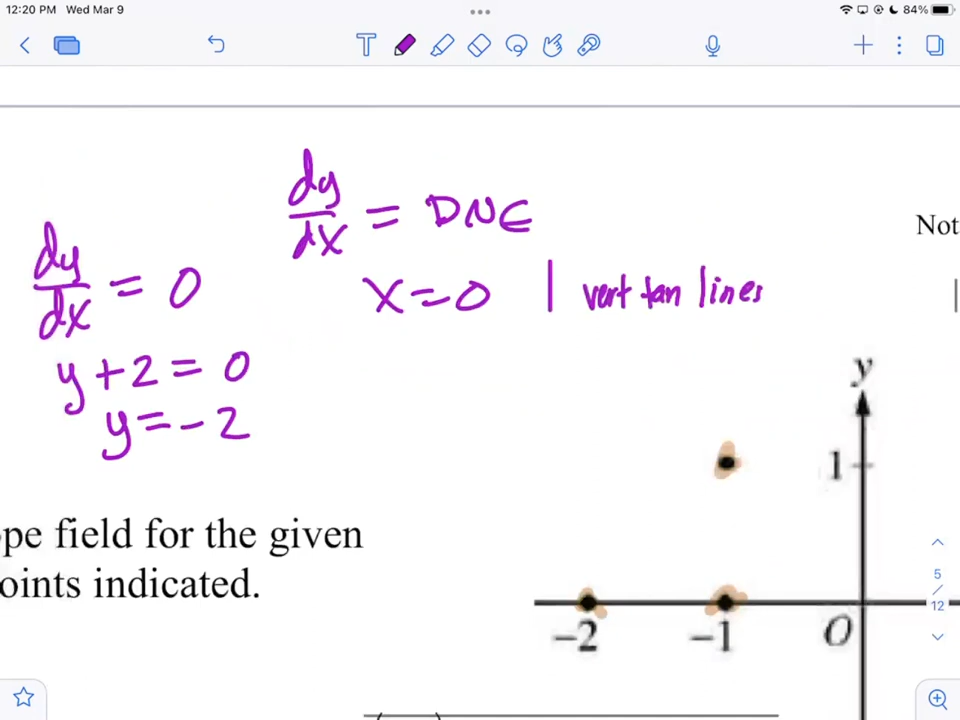 12:20 PM Wed Mar 9
84%
T
dy/dx = 0
y + 2 = 0
y = -2
dy/dx = DNE
x = 0 | vert tan lines
Not
ope field for the given
oints indicated.
y
1
-2
-1
O
5
/
12